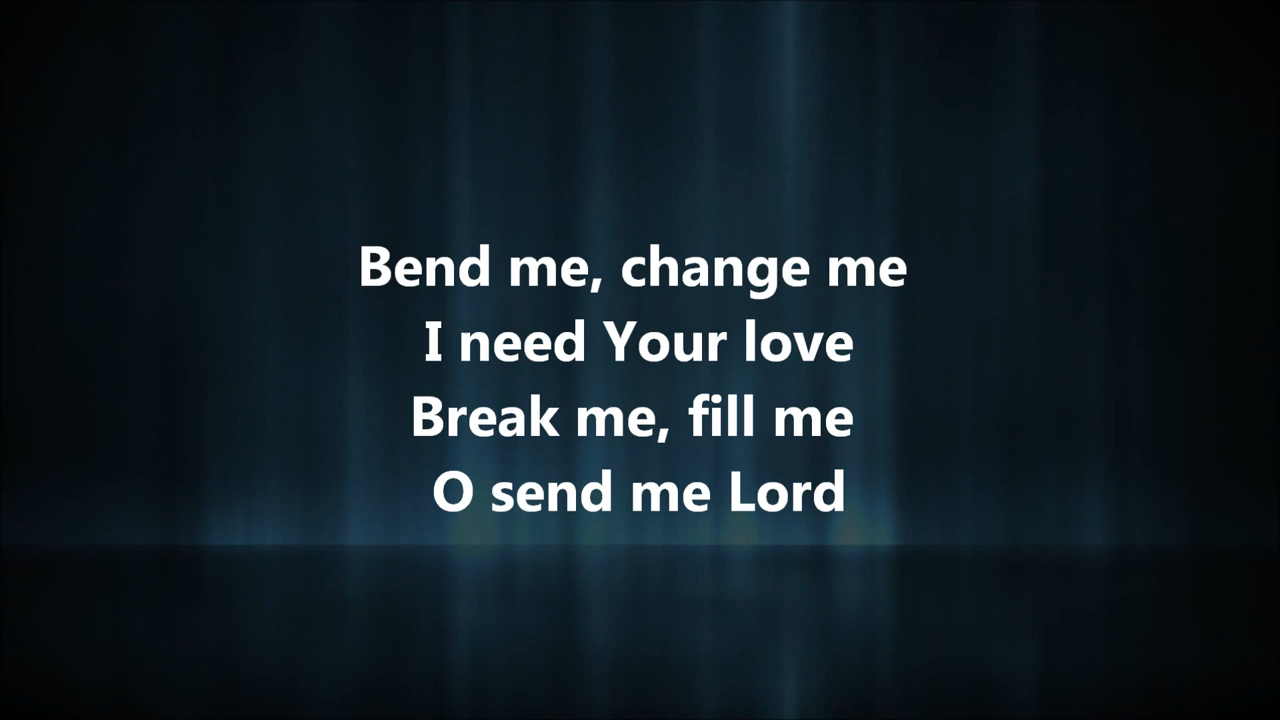 Bend me, change me
I need Your love
Break me, fill me
O send me Lord